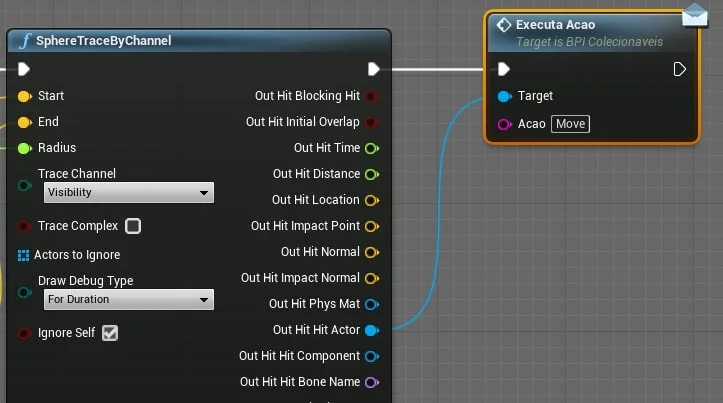 f SphereTraceByChannel
Start
End
Radius
Trace Channel
Visibility
Trace Complex
Actors to Ignore
Draw Debug Type
For Duration
Ignore Self
Out Hit Blocking Hit
Out Hit Initial Overlap
Out Hit Time
Out Hit Distance
Out Hit Location
Out Hit Impact Point
Out Hit Normal
Out Hit Impact Normal
Out Hit Phys Mat
Out Hit Hit Actor
Out Hit Hit Component
Out Hit Hit Bone Name
Executa Acao
Target is BPI Colecionaveis
Target
Acao Move